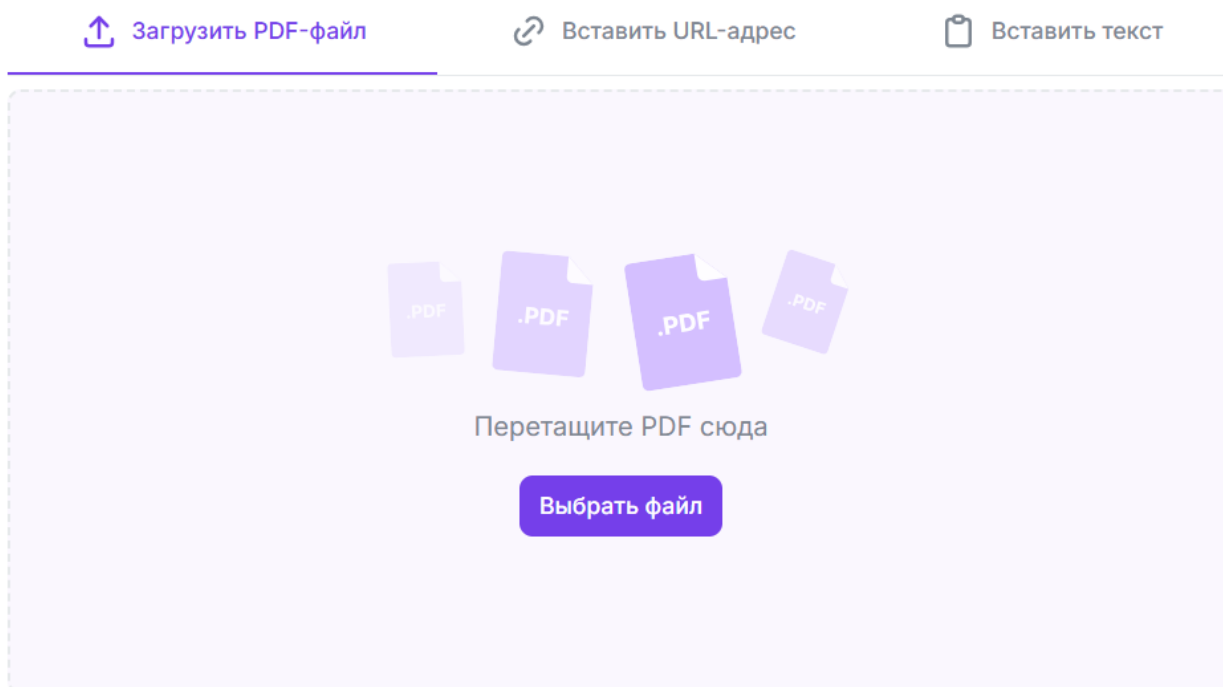 Загрузить PDF-файл
Вставить URL-адрес
Вставить текст
.PDF
.PDF
.PDF
.PDF
Перетащите PDF сюда
Выбрать файл